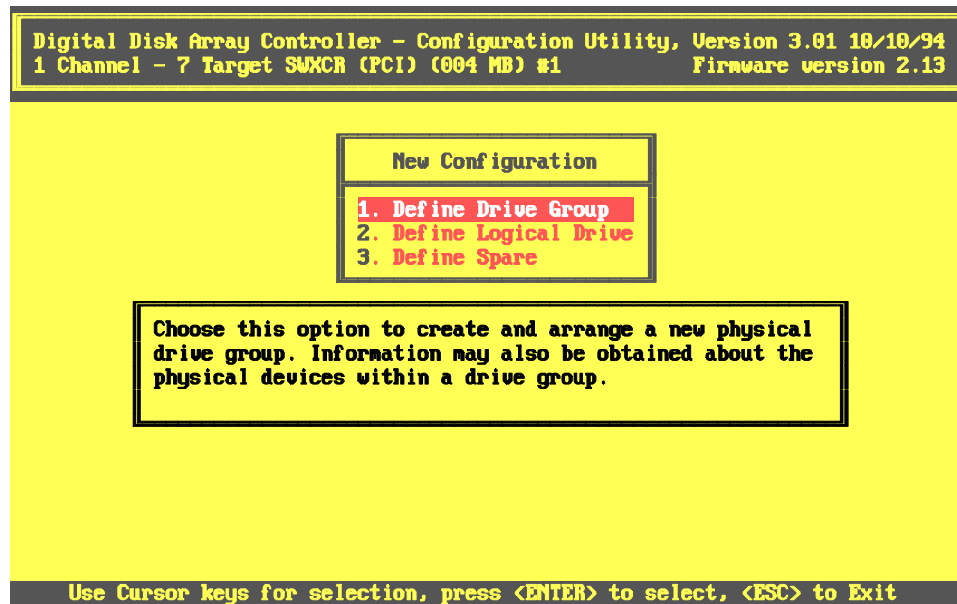 Digital Disk Array Controller - Configuration Utility, Version 3.01 10/10/94
1 Channel - 7 Target SWXCR (PCI) (004 MB) #1 Firmware version 2.13
New Configuration
1. Define Drive Group
2. Define Logical Drive
3. Define Spare
Choose this option to create and arrange a new physical
drive group. Information may also be obtained about the
physical devices within a drive group.
Use Cursor keys for selection, press <ENTER> to select, <ESC> to Exit